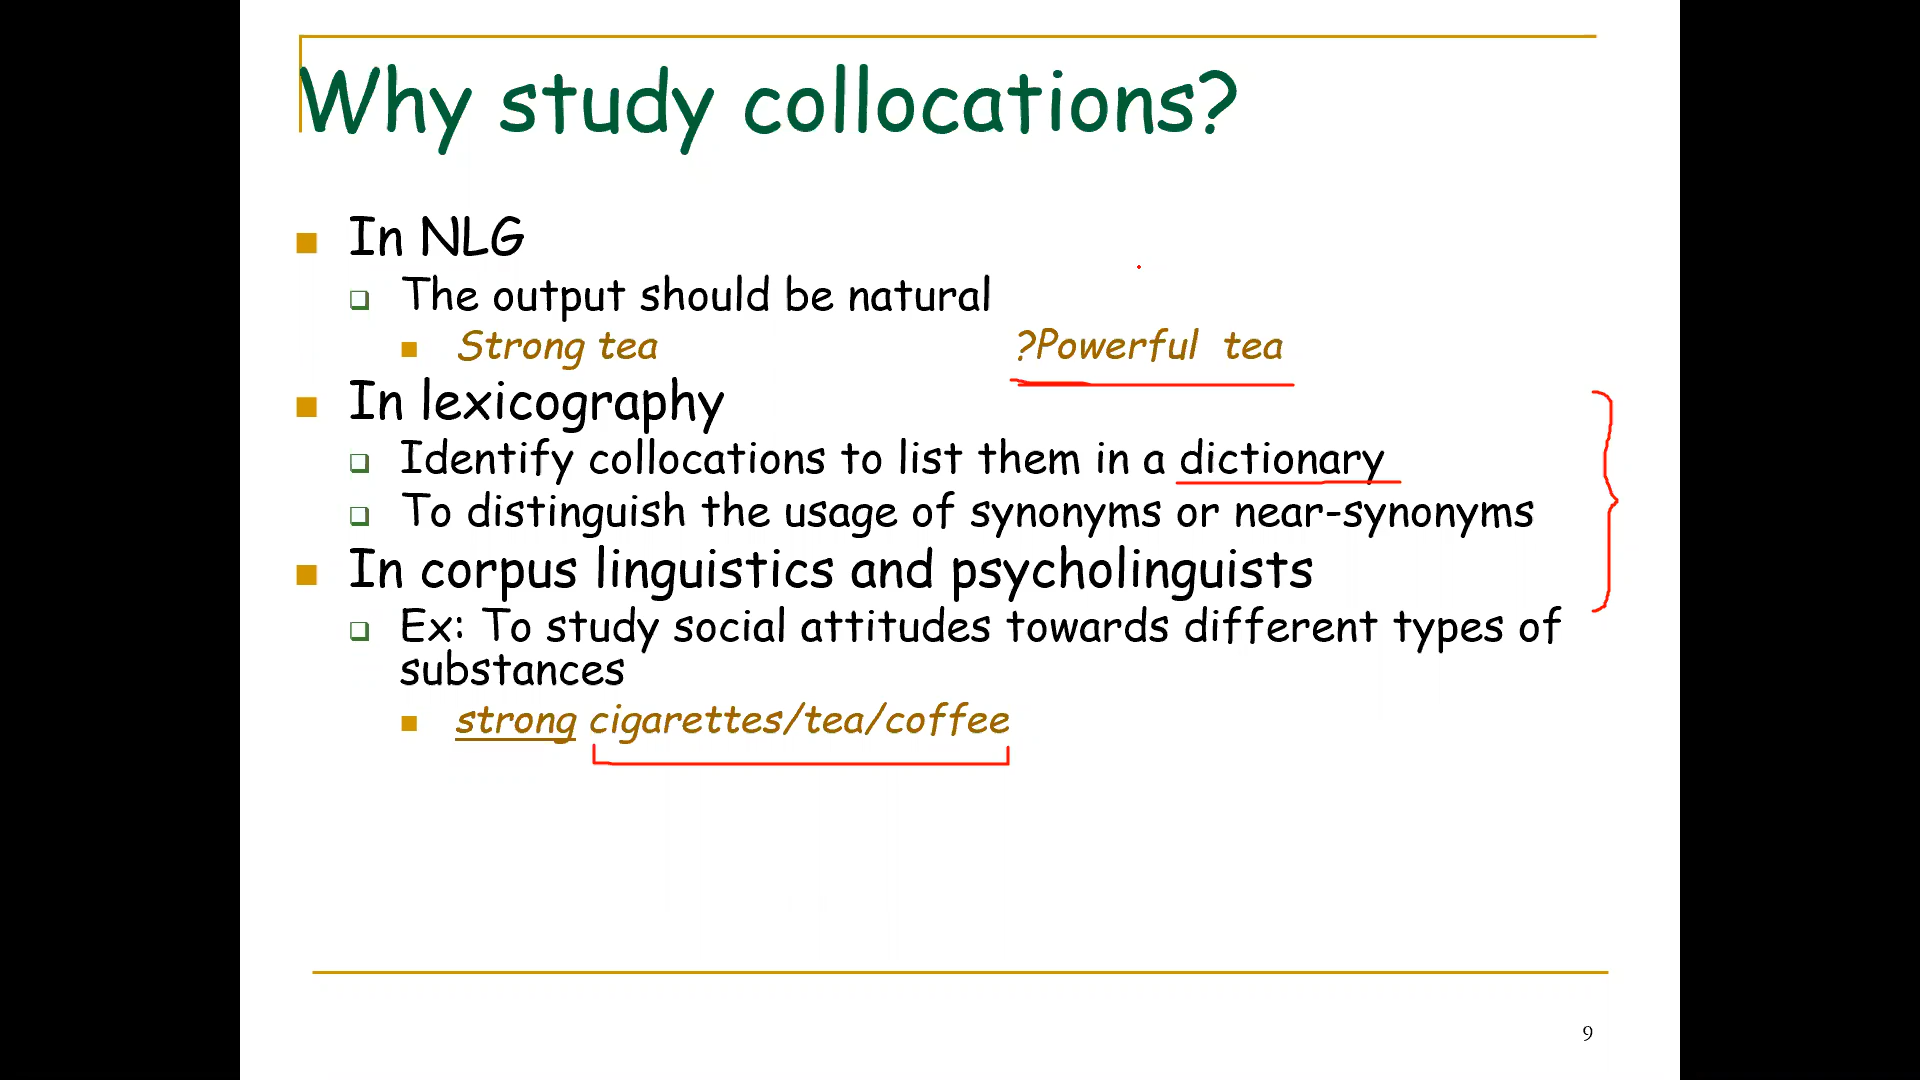 Why study collocations?
In NLG
The output should be natural
Strong tea ?Powerful tea
In lexicography
Identify collocations to list them in a dictionary
To distinguish the usage of synonyms or near-synonyms
In corpus linguistics and psycholinguists
Ex: To study social attitudes towards different types of
substances
strong cigarettes/tea/coffee
9